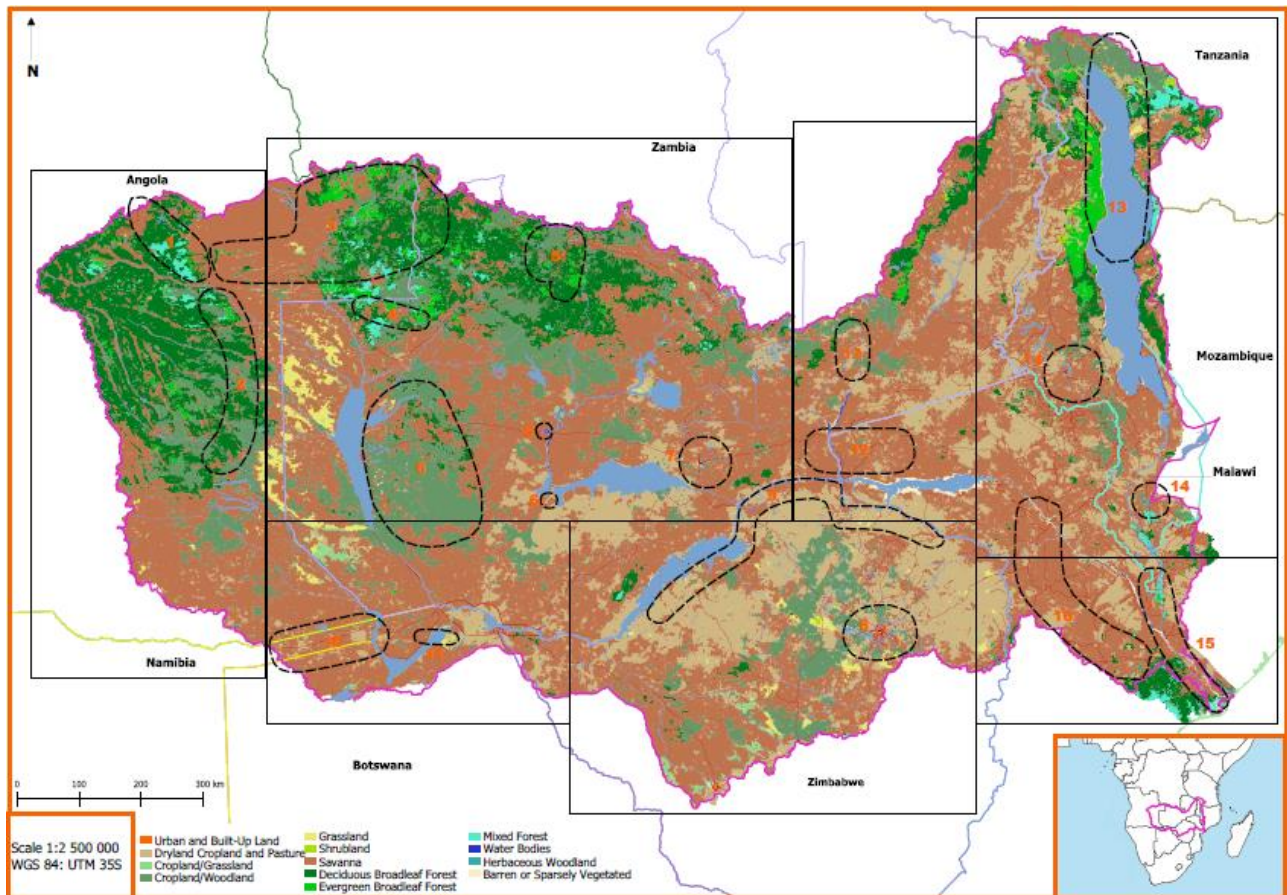 N
Tanzania
Zambia
Angola
1
13
Mozambique
Malawi
14
10
15
Namibia
Botswana
Zimbabwe
0 100 200 300 km
Scale 1:2 500 000
WGS 84: UTM 35S
Urban and Built-Up Land
Dryland Cropland and Pasture
Cropland/Grassland
Cropland/Woodland
Grassland
Shrubland
Savanna
Deciduous Broadleaf Forest
Evergreen Broadleaf Forest
Mixed Forest
Water Bodies
Herbaceous Woodland
Barren or Sparsely Vegetated